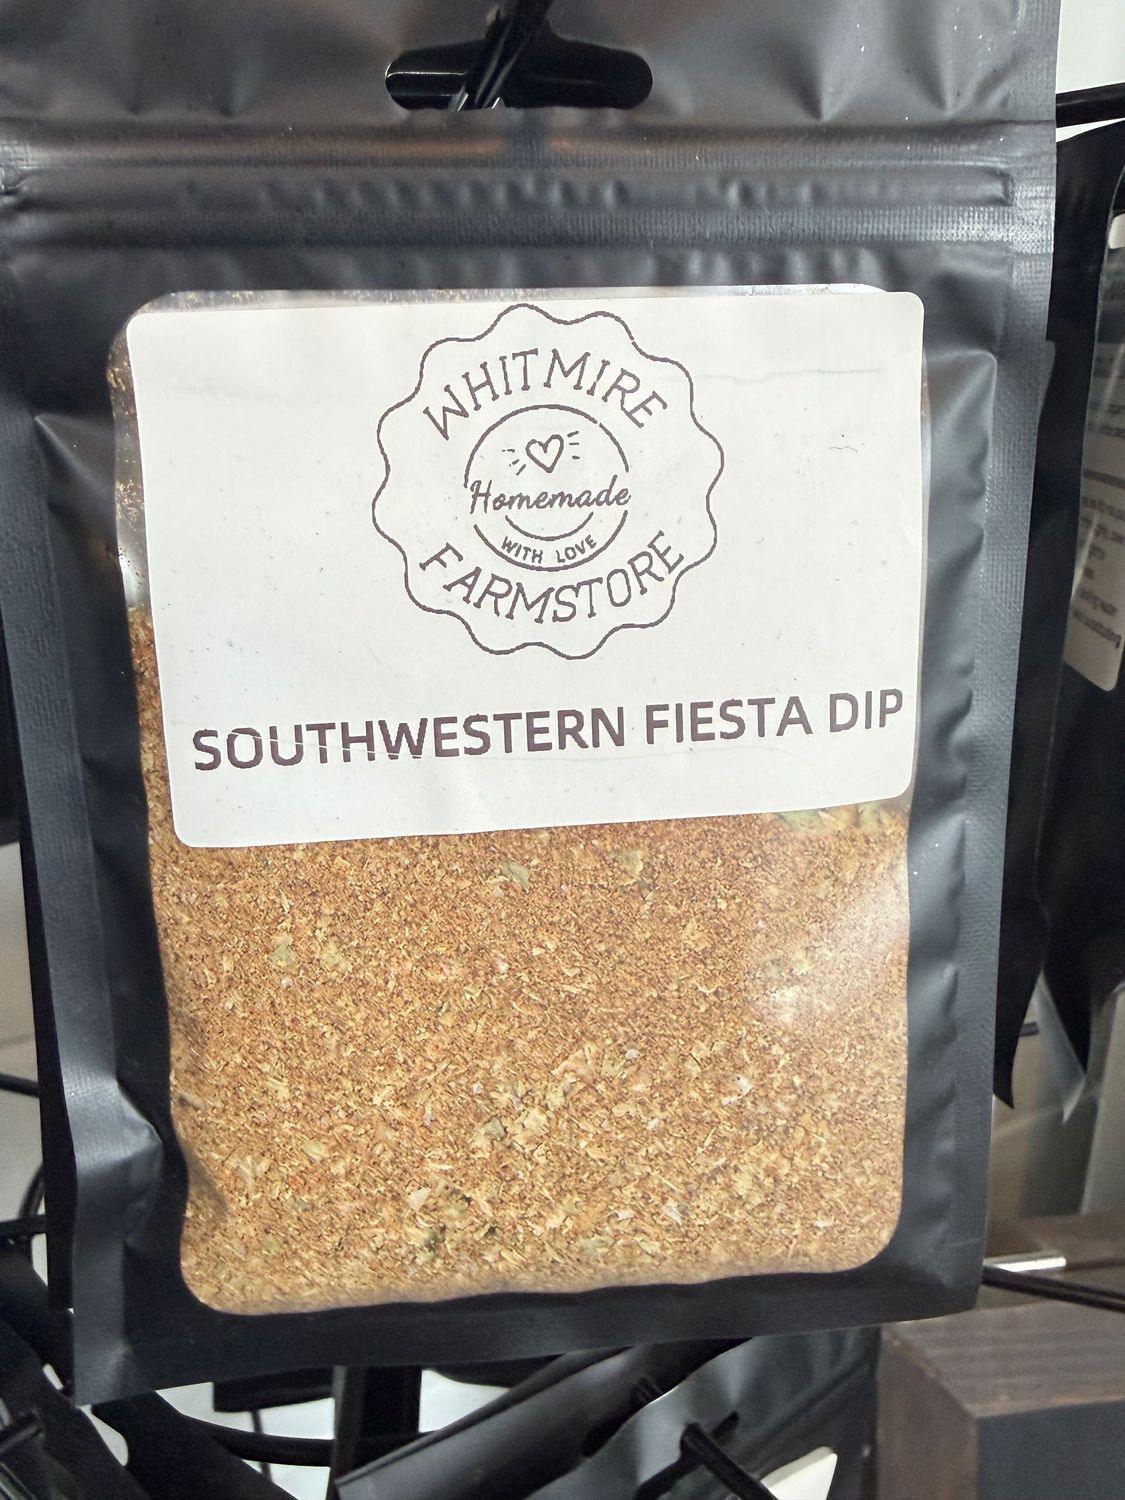 WHITMIRE
Homemade
WITH LOVE
FARMSTORE
SOUTHWESTERN FIESTA DIP